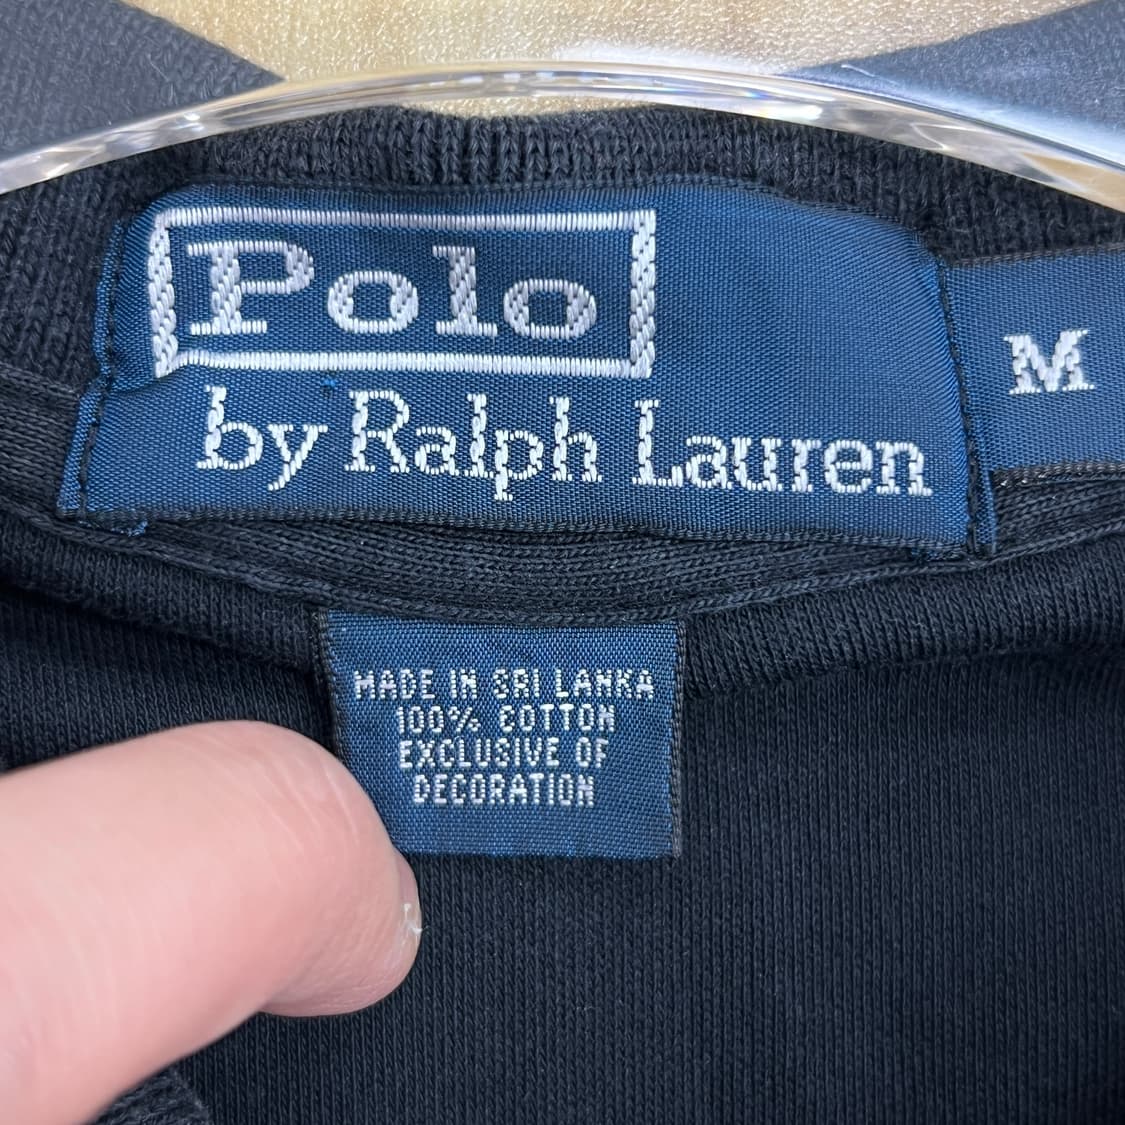 Polo
by Ralph Lauren
M
MADE IN SRI LANKA
100% COTTON
EXCLUSIVE OF
DECORATION